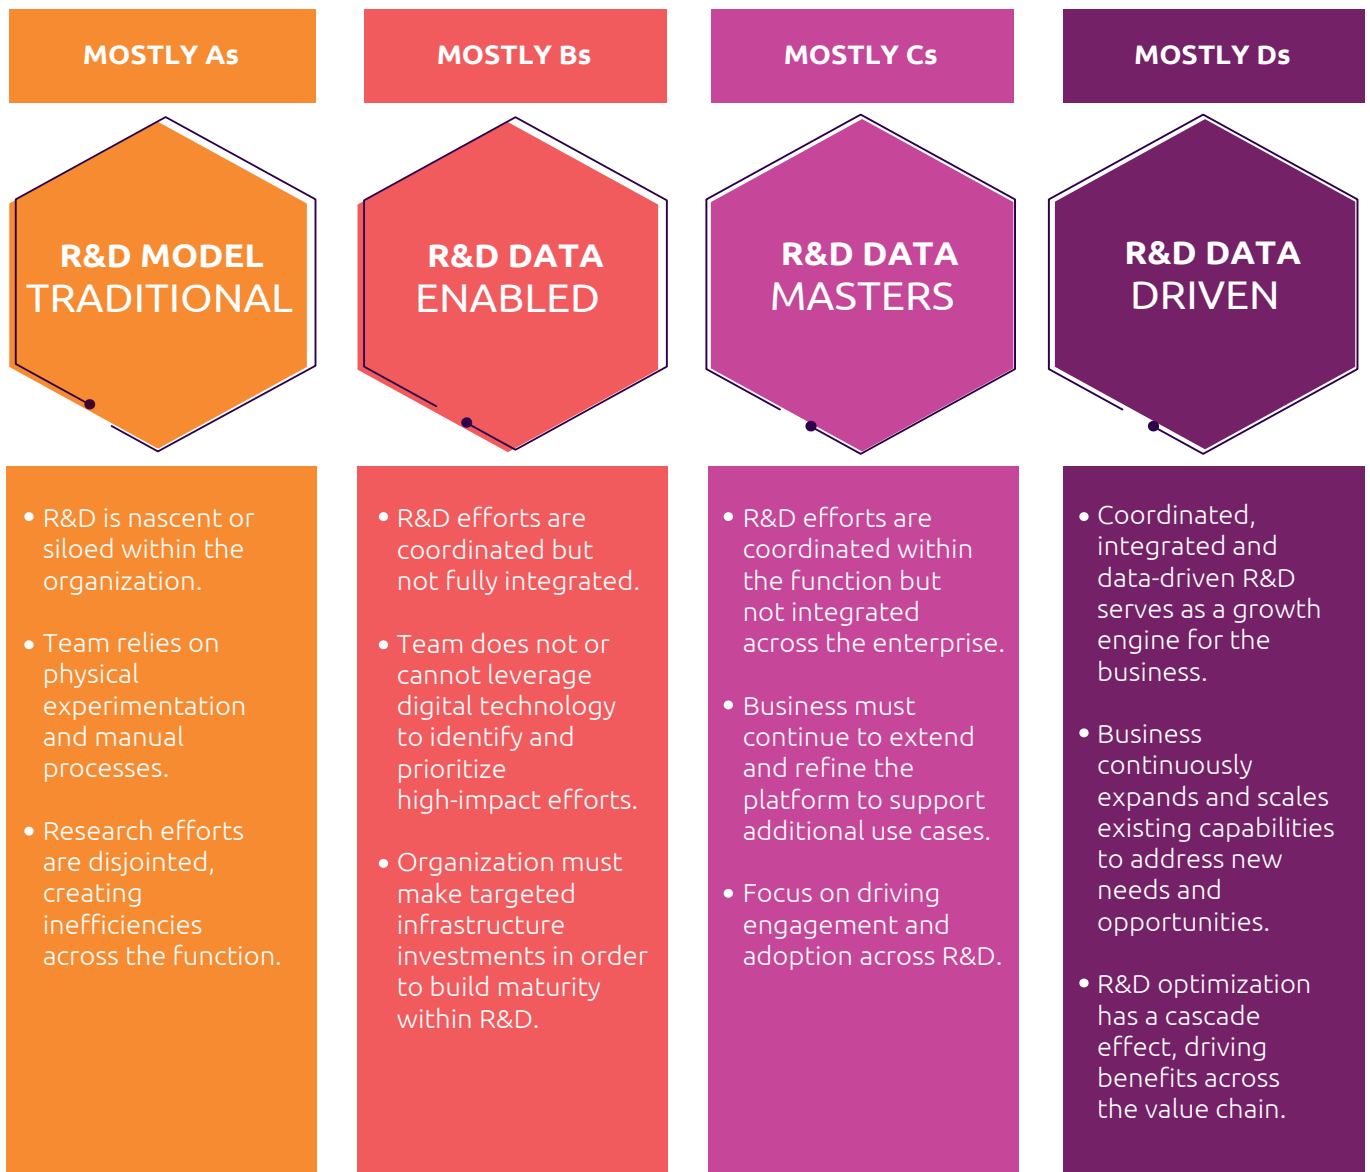 MOSTLY As
R&D MODEL
TRADITIONAL
• R&D is nascent or
siloed within the
organization.
• Team relies on
physical
experimentation
and manual
processes.
• Research efforts
are disjointed,
creating
inefficiencies
across the function.
MOSTLY Bs
R&D DATA
ENABLED
• R&D efforts are
coordinated but
not fully integrated.
• Team does not or
cannot leverage
digital technology
to identify and
prioritize
high-impact efforts.
• Organization must
make targeted
infrastructure
investments in order
to build maturity
within R&D.
MOSTLY Cs
R&D DATA
MASTERS
• R&D efforts are
coordinated within
the function but
not integrated
across the enterprise.
• Business must
continue to extend
and refine the
platform to support
additional use cases.
• Focus on driving
engagement and
adoption across R&D.
MOSTLY Ds
R&D DATA
DRIVEN
• Coordinated,
integrated and
data-driven R&D
serves as a growth
engine for the
business.
• Business
continuously
expands and scales
existing capabilities
to address new
needs and
opportunities.
• R&D optimization
has a cascade
effect, driving
benefits across
the value chain.